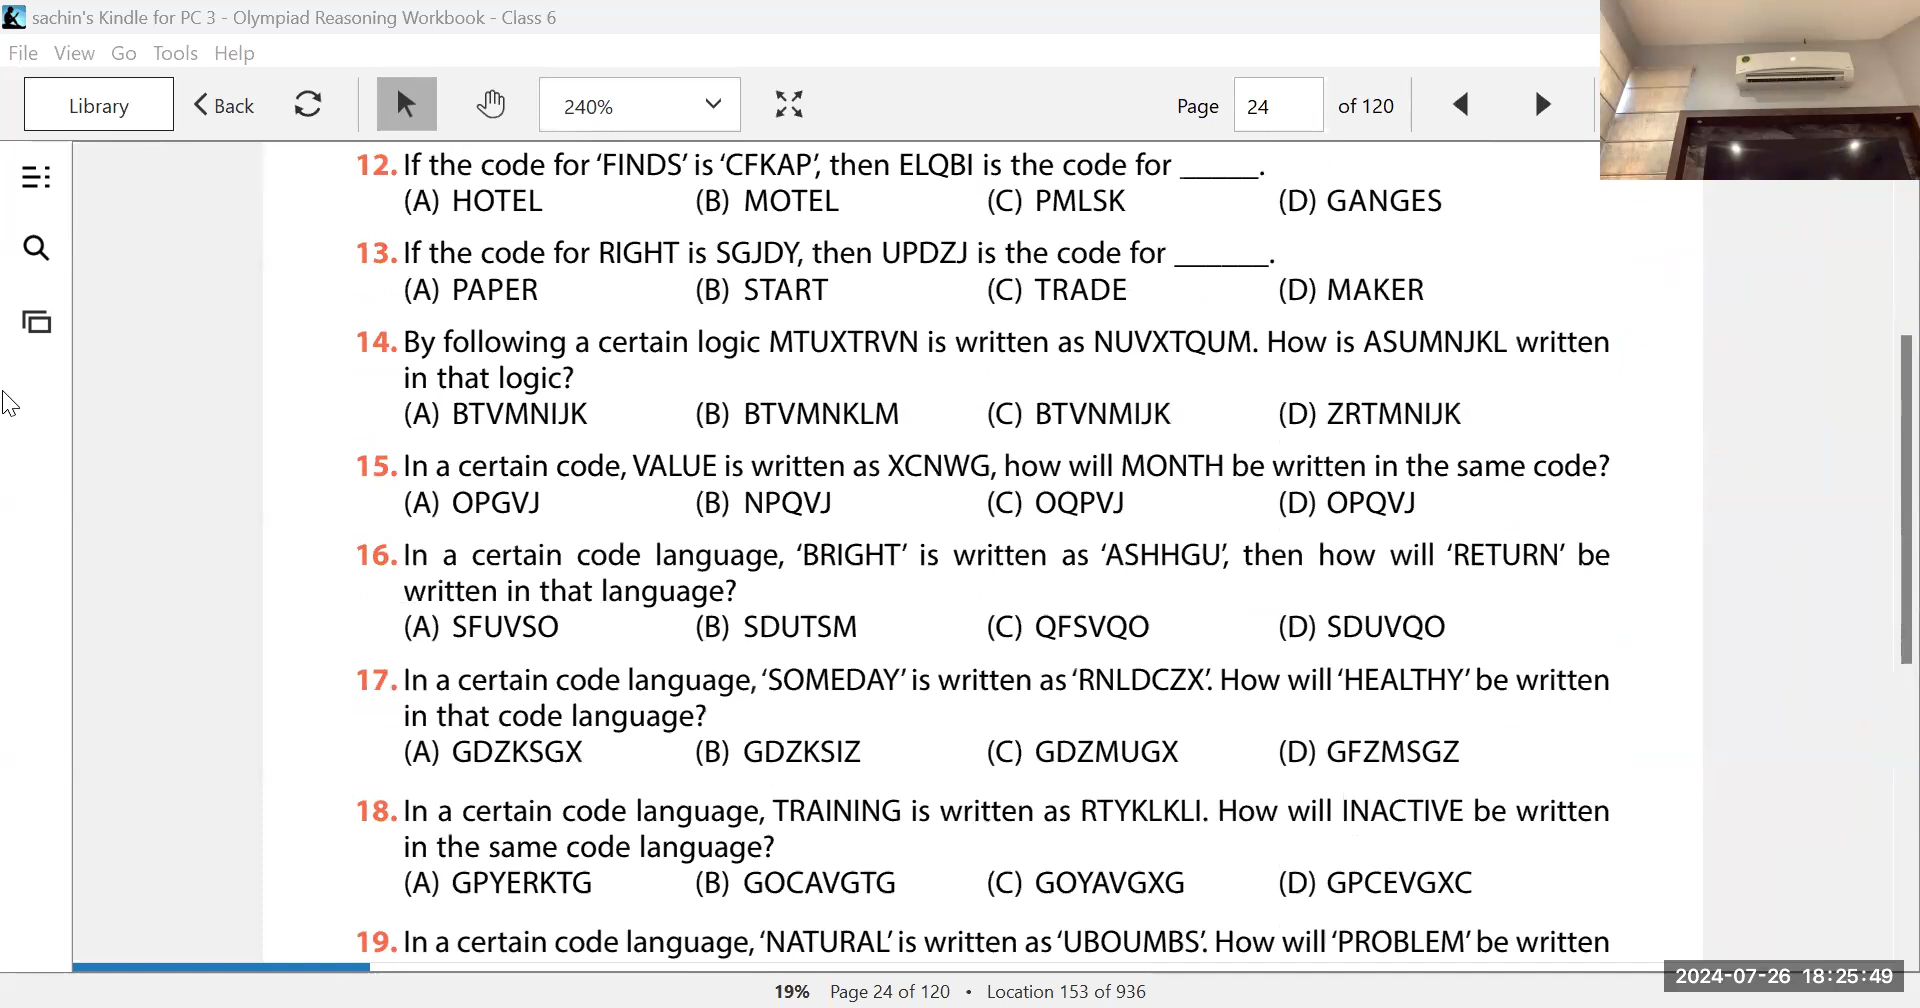 sachin's Kindle for PC 3 - Olympiad Reasoning Workbook - Class 6
File View Go Tools Help
Library Back 240% Page 24 of 120
12. If the code for ‘FINDS’ is ‘CFKAP’, then ELQBI is the code for _____.
(A) HOTEL (B) MOTEL (C) PMLSK (D) GANGES
13. If the code for RIGHT is SGJDY, then UPDZJ is the code for ______.
(A) PAPER (B) START (C) TRADE (D) MAKER
14. By following a certain logic MTUXTRVN is written as NUVXTQUM. How is ASUMNJKL written
in that logic?
(A) BTVMNIJK (B) BTVMNKLM (C) BTVNMIJK (D) ZRTMNIJK
15. In a certain code, VALUE is written as XCNWG, how will MONTH be written in the same code?
(A) OPGVJ (B) NPQVJ (C) OQPVJ (D) OPQVJ
16. In a certain code language, ‘BRIGHT’ is written as ‘ASHHGU’, then how will ‘RETURN’ be
written in that language?
(A) SFUVSO (B) SDUTSM (C) QFSVQO (D) SDUVQO
17. In a certain code language, ‘SOMEDAY’ is written as ‘RNLDCZX’. How will ‘HEALTHY’ be written
in that code language?
(A) GDZKSGX (B) GDZKSIZ (C) GDZMUGX (D) GFZMSGZ
18. In a certain code language, TRAINING is written as RTYKLKLI. How will INACTIVE be written
in the same code language?
(A) GPYERKTG (B) GOCAVGTG (C) GOYAVGXG (D) GPCEVGXC
19. In a certain code language, ‘NATURAL’ is written as ‘UBOUMBS’. How will ‘PROBLEM’ be written
2024-07-26 18:25:49
19% Page 24 of 120 • Location 153 of 936